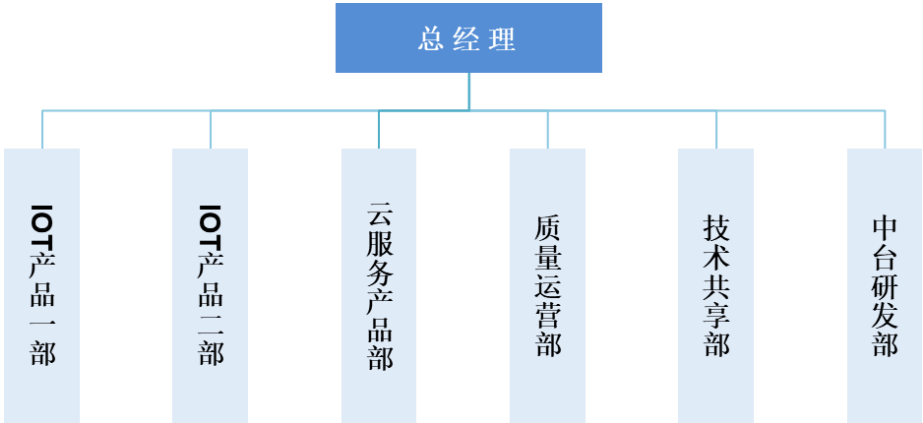 总经理
IOT产品一部
IOT产品二部
云服务产品部
质量运营部
技术共享部
中台研发部